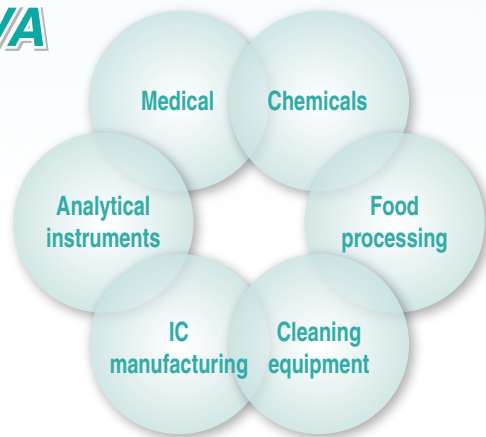 Medical
Chemicals
Analytical
instruments
Food
processing
IC
manufacturing
Cleaning
equipment